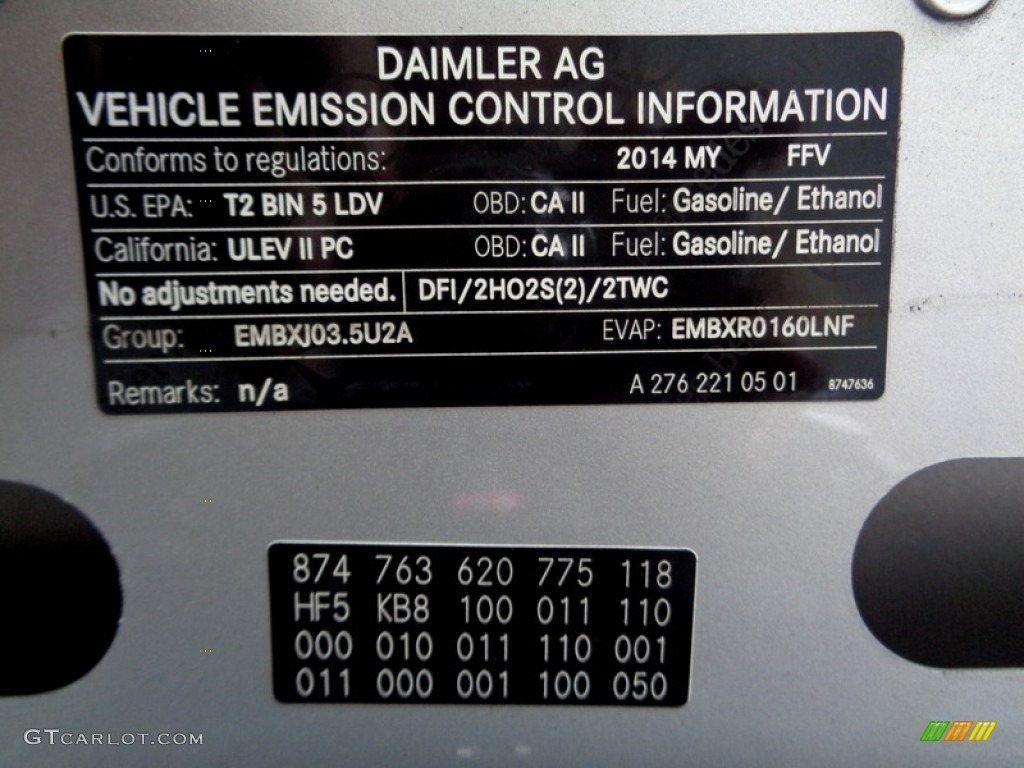 DAIMLER AG
VEHICLE EMISSION CONTROL INFORMATION
Conforms to regulations: 2014 MY FFV
U.S. EPA: T2 BIN 5 LDV OBD: CA II Fuel: Gasoline/ Ethanol
California: ULEV II PC OBD: CA II Fuel: Gasoline/ Ethanol
No adjustments needed. DFI/2HO2S(2)/2TWC
Group: EMBXJ03.5U2A EVAP: EMBXR0160LNF
Remarks: n/a A 276 221 05 01 8747636
874 763 620 775 118
HF5 KB8 100 011 110
000 010 011 110 001
011 000 001 100 050
GTCARLOT.COM